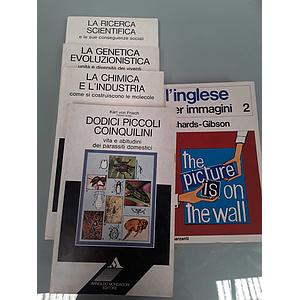 LA RICERCA
SCIENTIFICA
e le sue conseguenze sociali
LA GENETICA
EVOLUZIONISTICA
unità e diversità dei viventi
LA CHIMICA
E L'INDUSTRIA
come si costruiscono le molecole
Karl von Frisch
DODICI PICCOLI
COINQUILINI
vita e abitudini
dei parassiti domestici
ARNOLDO MONDADORI
EDITORE
l'inglese
er immagini 2
chards-Gibson
the
picture
IS ON
the wall